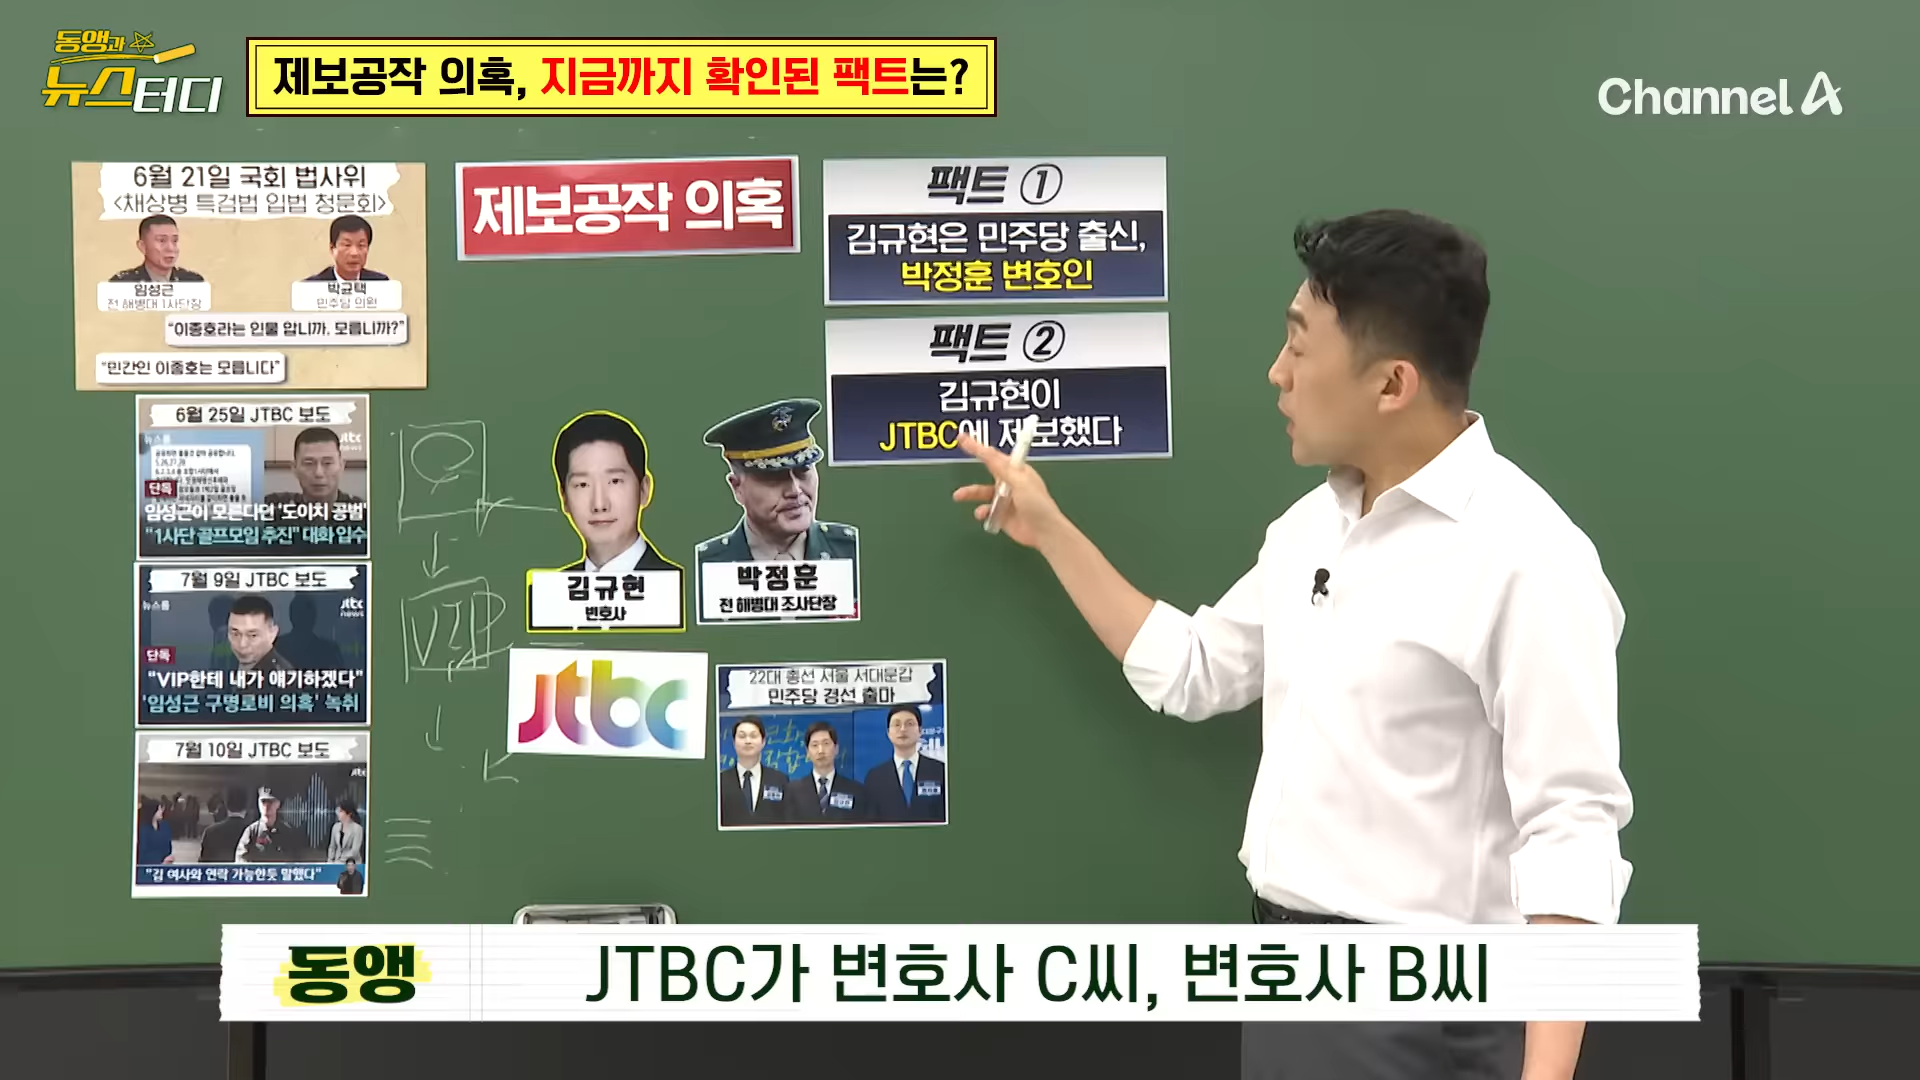 동앵과
뉴스터디
제보공작 의혹, 지금까지 확인된 팩트는?
Channel A
6월 21일 국회 법사위
<채상병 특검법 입법 청문회>
임성근
전 해병대 1사단장
박균택
민주당 의원
"이종호라는 인물 압니까, 모릅니까?"
"민간인 이종호는 모릅니다"
6월 25일 JTBC 보도
뉴스룸
jtbc
단독
임성근이 모른다던 '도이치 공범'
"1사단 골프모임 추진" 대화 입수
7월 9일 JTBC 보도
뉴스룸
jtbc
news
단독
"VIP한테 내가 얘기하겠다"
'임성근 구명로비 의혹' 녹취
7월 10일 JTBC 보도
"김 여사와 연락 가능한듯 말했다"
VIP
제보공작 의혹
김규현
변호사
박정훈
전 해병대 조사단장
jtbc
22대 총선 서울 서대문갑
민주당 경선 출마
팩트 ①
김규현은 민주당 출신,
박정훈 변호인
팩트 ②
김규현이
JTBC에 제보했다
동앵
JTBC가 변호사 C씨, 변호사 B씨